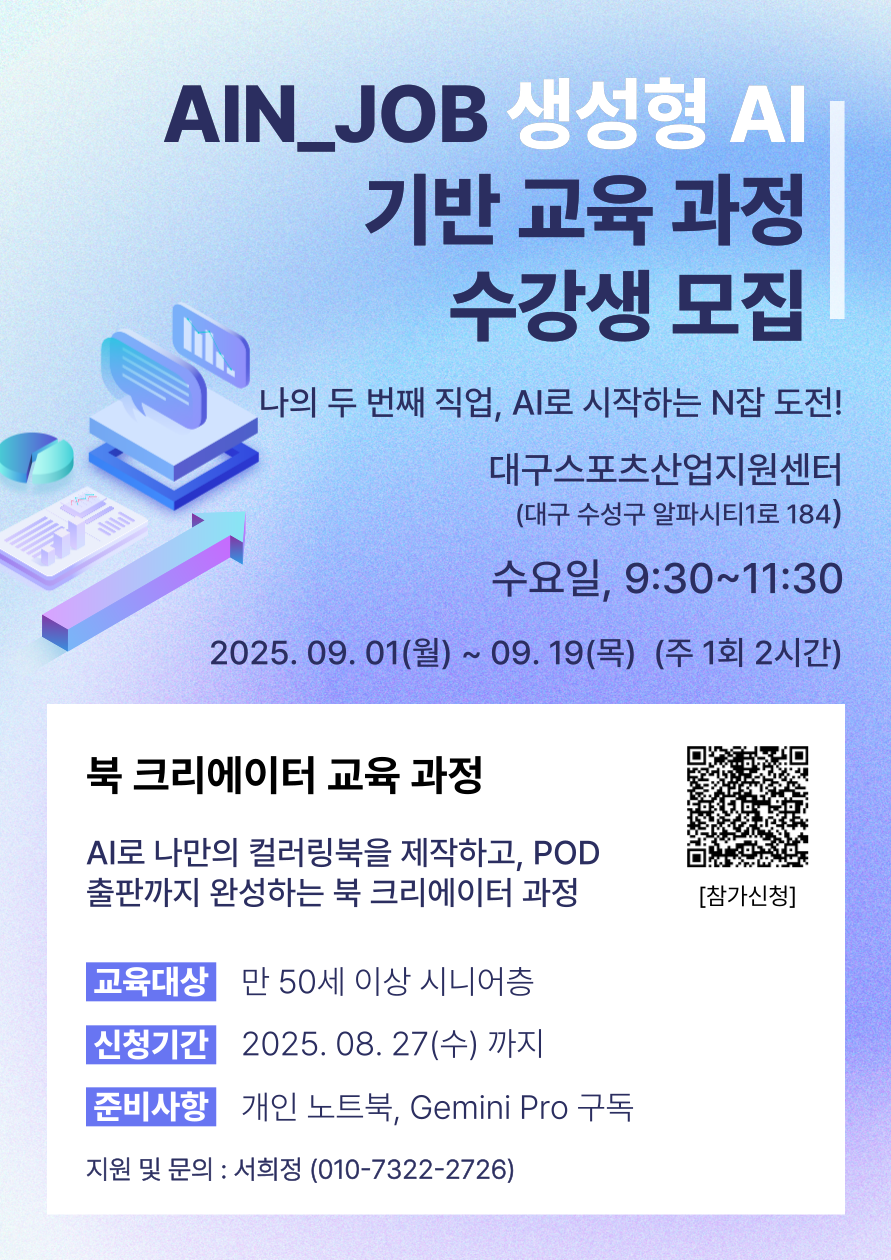 AIN_JOB 생성형 AI
기반 교육 과정
수강생 모집
나의 두 번째 직업, AI로 시작하는 N잡 도전!
대구스포츠산업지원센터
(대구 수성구 알파시티1로 184)
수요일, 9:30~11:30
2025. 09. 01(월) ~ 09. 19(목) (주 1회 2시간)
북 크리에이터 교육 과정
AI로 나만의 컬러링북을 제작하고, POD
출판까지 완성하는 북 크리에이터 과정
[참가신청]
교육대상 만 50세 이상 시니어층
신청기간 2025. 08. 27(수) 까지
준비사항 개인 노트북, Gemini Pro 구독
지원 및 문의 : 서희정 (010-7322-2726)